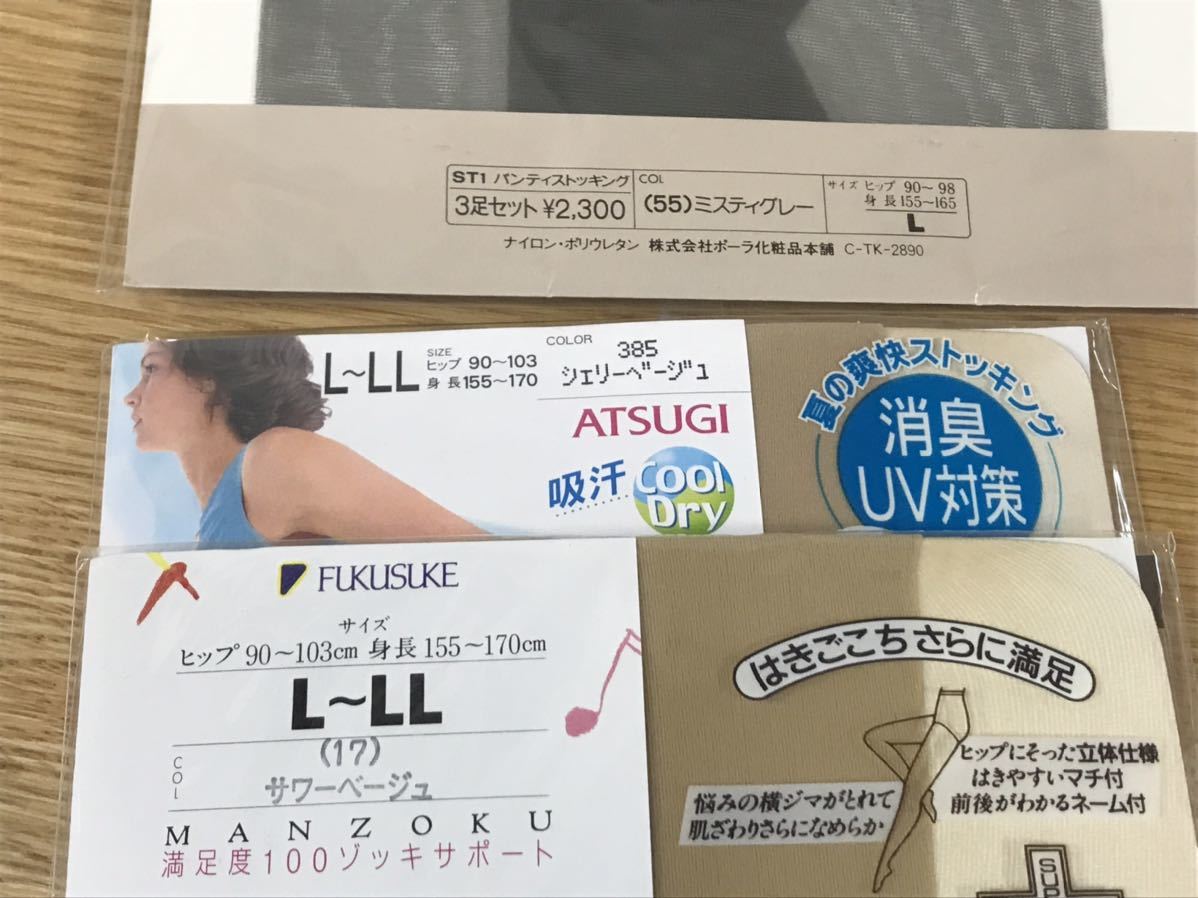 ST1 パンティストッキング
3足セット ¥2,300
COL
(55)ミスティグレー
サイズ ヒップ 90〜98
身長 155〜165
L
ナイロン・ポリウレタン 株式会社ポーラ化粧品本舗 C-TK-2890
L〜LL
SIZE
ヒップ 90〜103
身長 155〜170
COLOR
385
シェリーベージュ
ATSUGI
吸汗
Cool
Dry
夏の爽快ストッキング
消臭
UV対策
FUKUSUKE
サイズ
ヒップ90〜103cm 身長155〜170cm
L〜LL
COL
(17)
サワーベージュ
MANZOKU
満足度100ゾッキサポート
はきごこちさらに満足
ヒップにそった立体仕様
はきやすいマチ付
前後がわかるネーム付
悩みの横ジマがとれて
肌ざわりさらになめらか
SUP